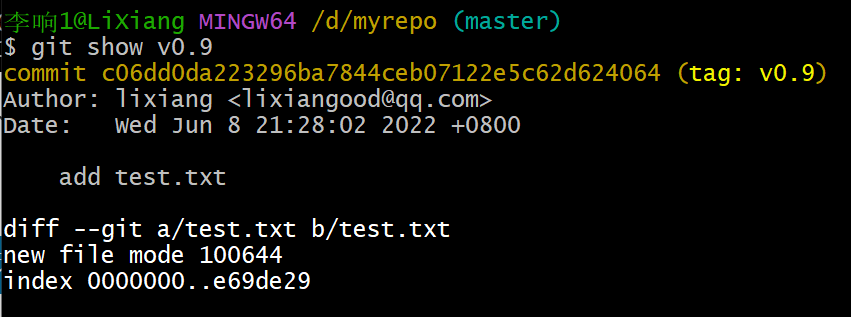 李响1@LiXiang MINGW64 /d/myrepo (master)
$ git show v0.9
commit c06dd0da223296ba7844ceb07122e5c62d624064 (tag: v0.9)
Author: lixiang <lixiangood@qq.com>
Date:   Wed Jun 8 21:28:02 2022 +0800

    add test.txt

diff --git a/test.txt b/test.txt
new file mode 100644
index 0000000..e69de29